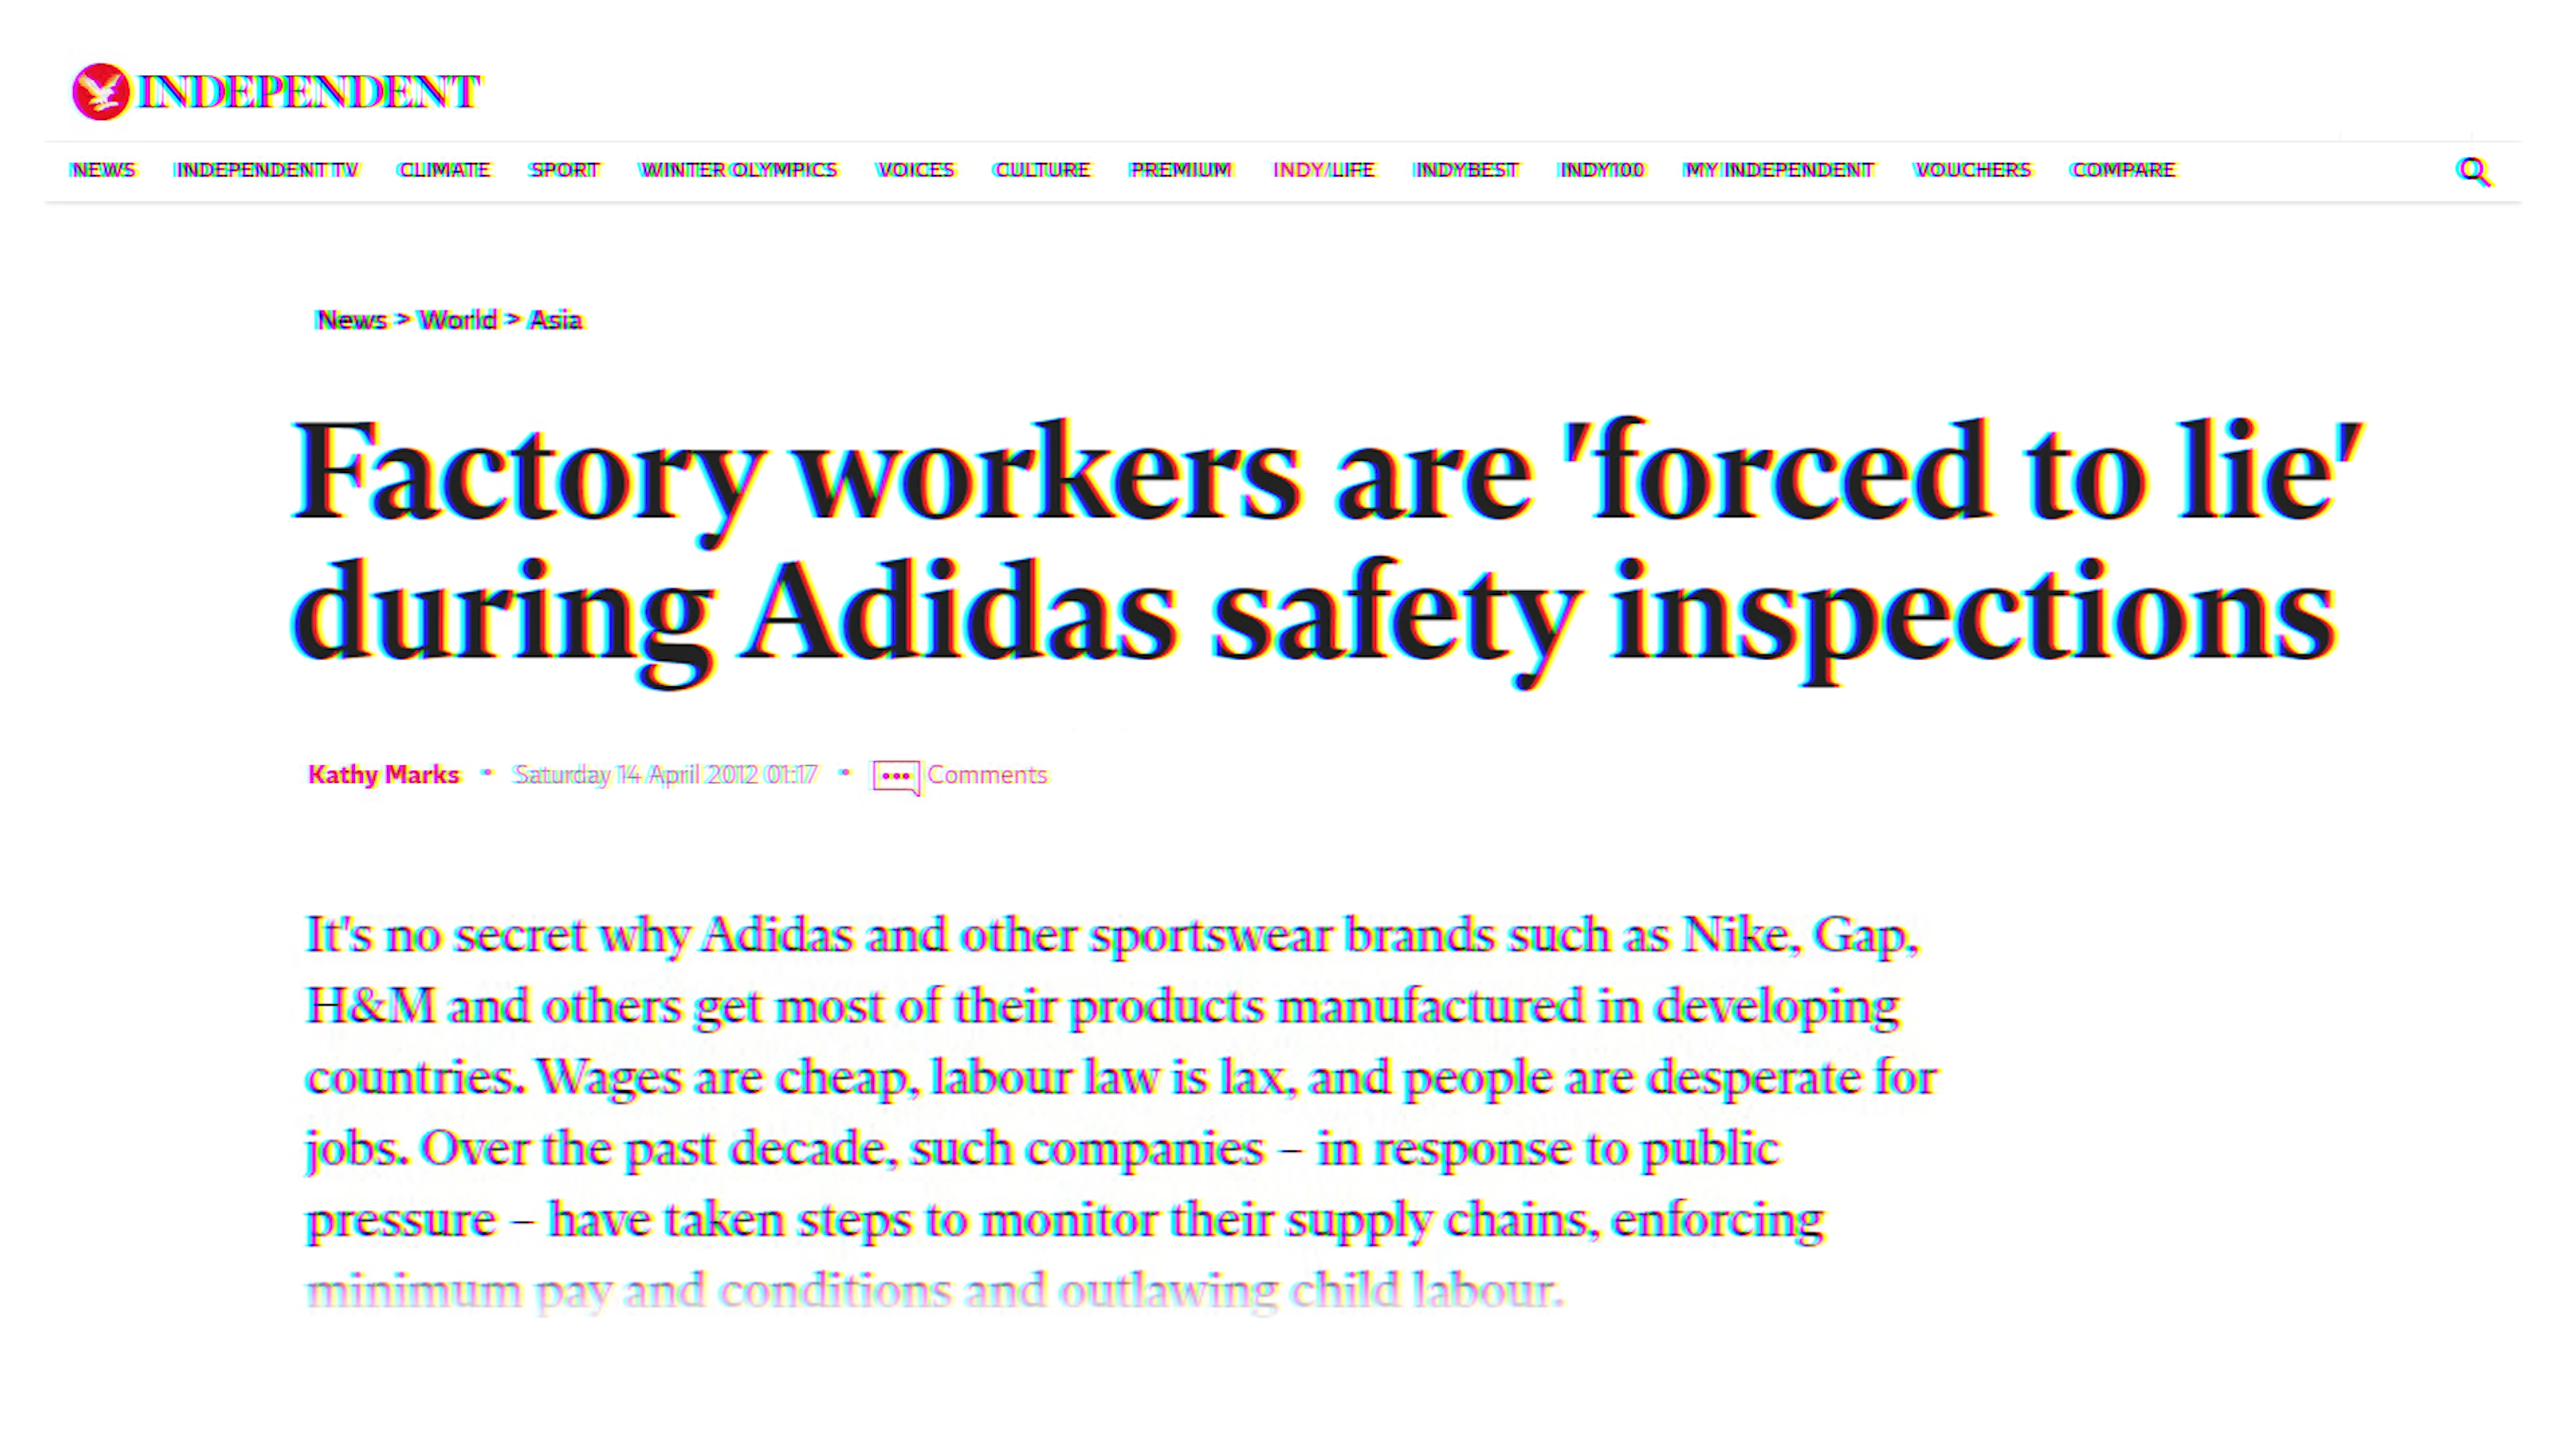 INDEPENDENT
NEWS INDEPENDENT TV CLIMATE SPORT WINTER OLYMPICS VOICES CULTURE PREMIUM INDY/LIFE INDYBEST INDY100 MY INDEPENDENT VOUCHERS COMPARE
News > World > Asia
Factory workers are 'forced to lie'
during Adidas safety inspections
Kathy Marks • Saturday 14 April 2012 01:17 • Comments
It's no secret why Adidas and other sportswear brands such as Nike, Gap,
H&M and others get most of their products manufactured in developing
countries. Wages are cheap, labour law is lax, and people are desperate for
jobs. Over the past decade, such companies – in response to public
pressure – have taken steps to monitor their supply chains, enforcing
minimum pay and conditions and outlawing child labour.